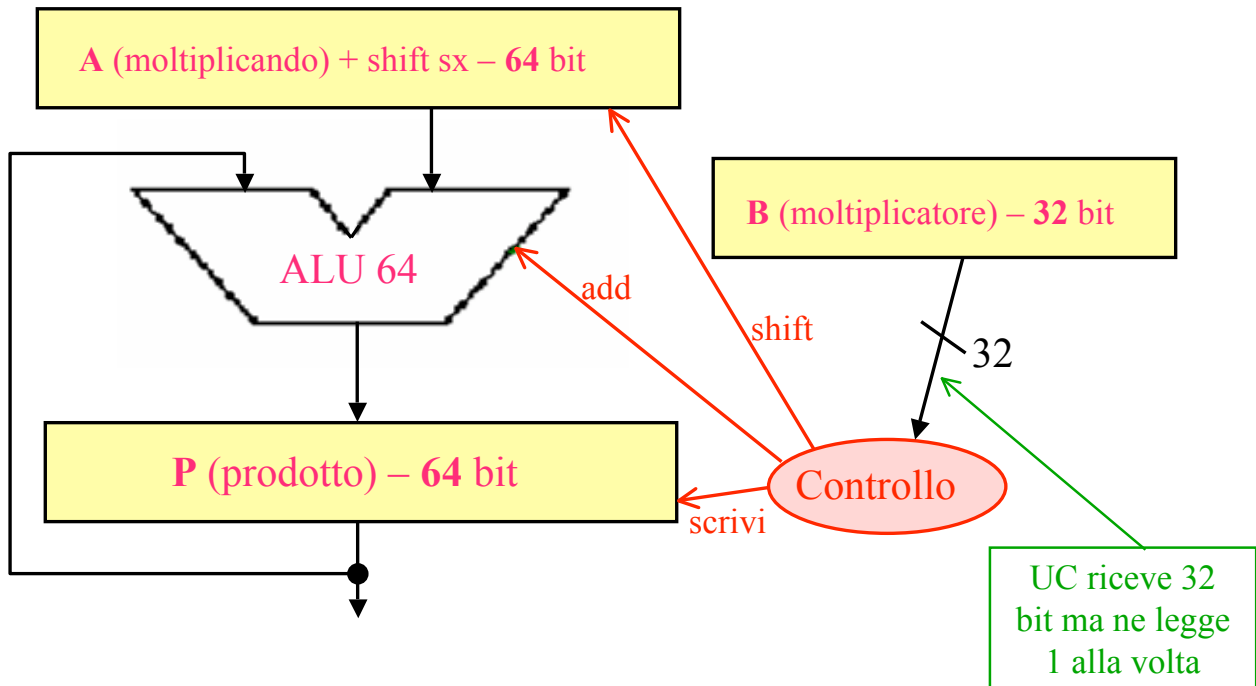 A (moltiplicando) + shift sx – 64 bit
B (moltiplicatore) – 32 bit
ALU 64
add
shift
32
P (prodotto) – 64 bit
Controllo
scrivi
UC riceve 32
bit ma ne legge
1 alla volta